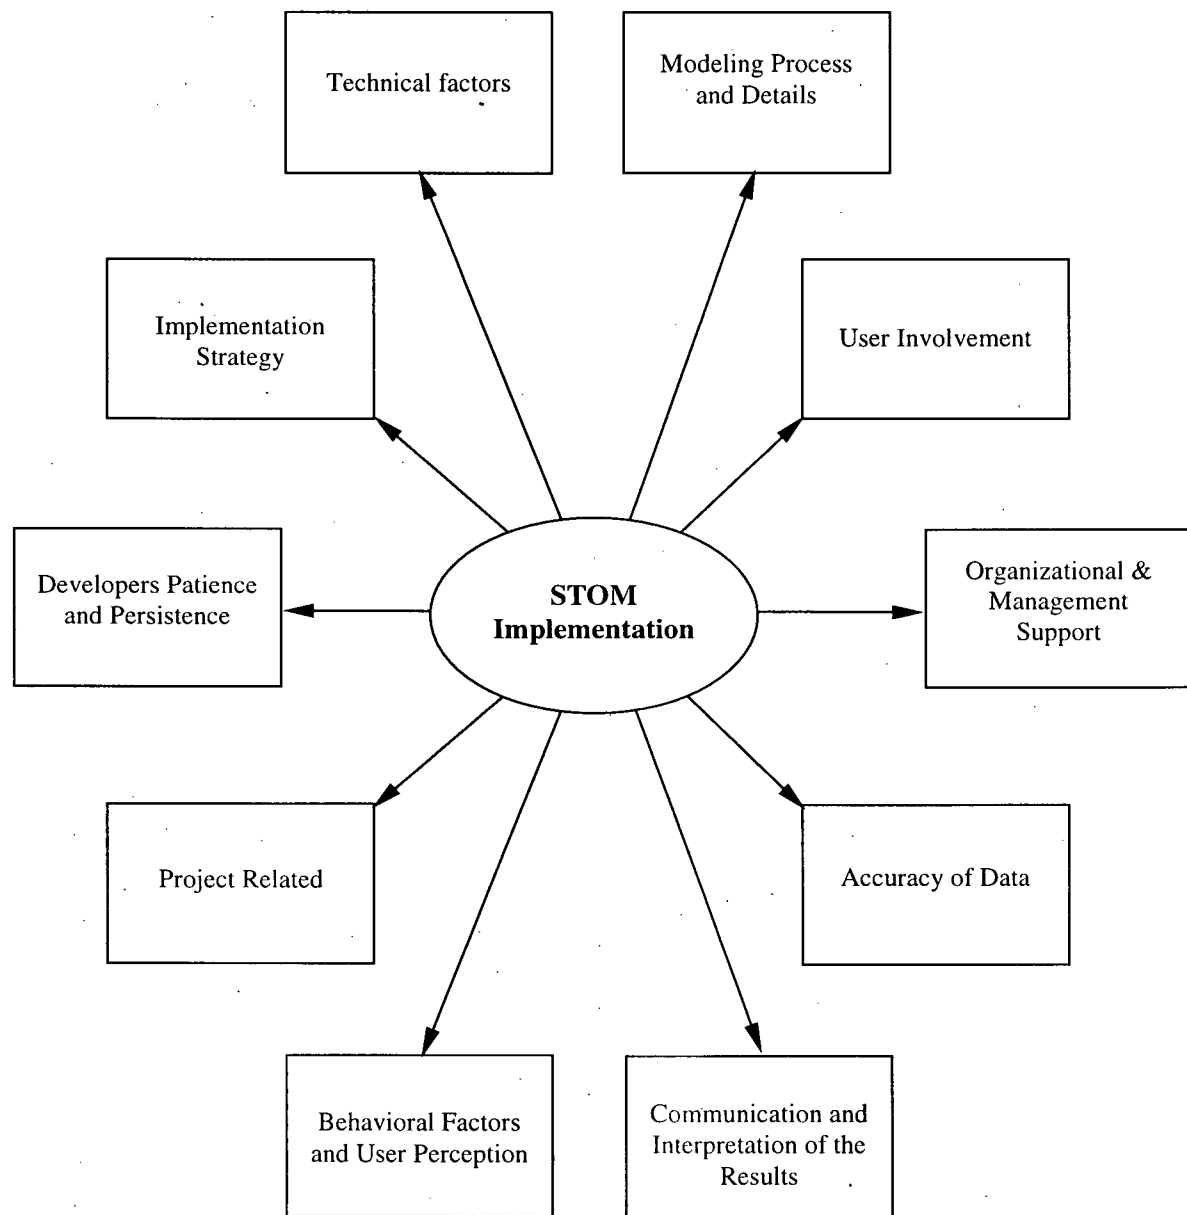 Technical factors
Modeling Process
and Details
Implementation
Strategy
User Involvement
Developers Patience
and Persistence
STOM
Implementation
Organizational &
Management
Support
Project Related
Accuracy of Data
Behavioral Factors
and User Perception
Communication and
Interpretation of the
Results